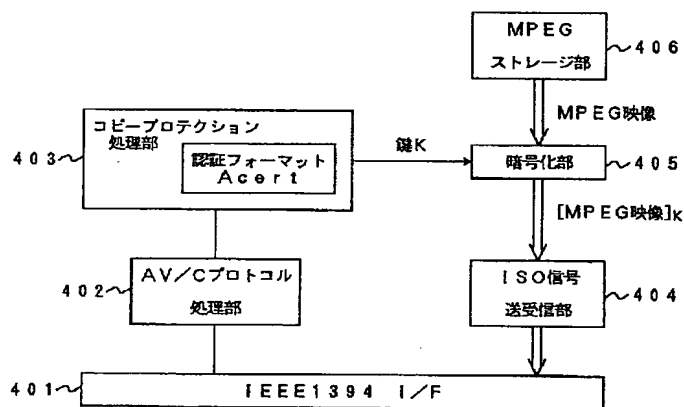 MPEG
ストレージ部
406
MPEG映像
コピープロテクション
処理部
認証フォーマット
Acert
403
鍵K
暗号化部
405
[MPEG映像]K
AV/Cプロトコル
処理部
402
ISO信号
送受信部
404
401
IEEE1394 I/F